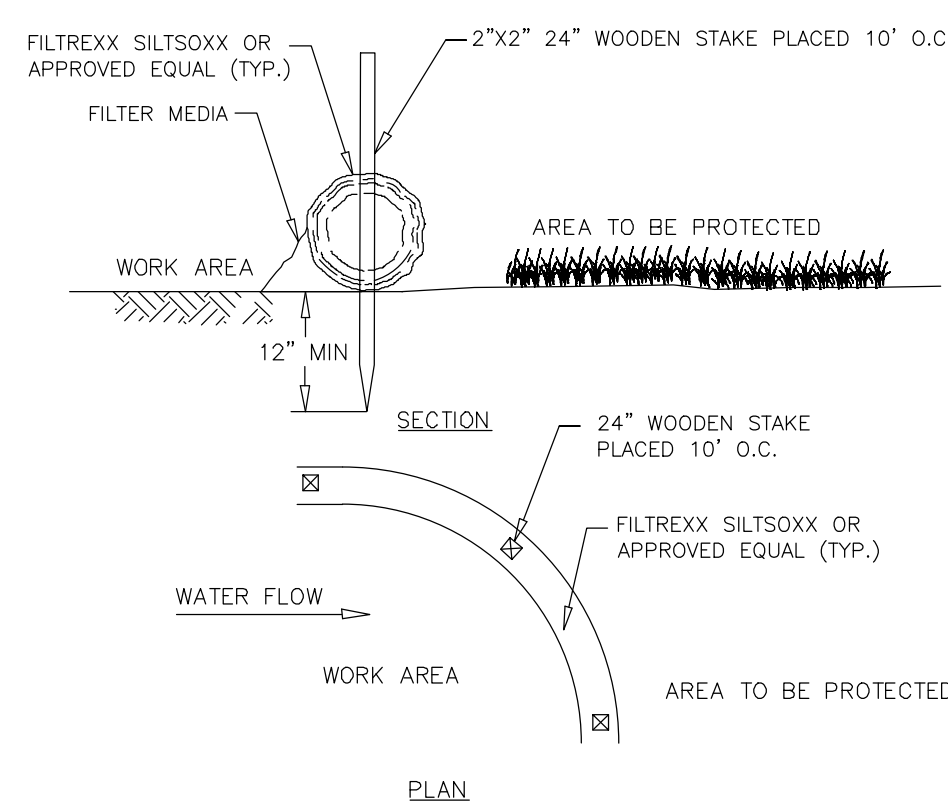 FILTREXX SILTSOXX OR
APPROVED EQUAL (TYP.)
2”X2” 24” WOODEN STAKE PLACED 10’ O.C
FILTER MEDIA
AREA TO BE PROTECTED
WORK AREA
12” MIN
SECTION
24” WOODEN STAKE
PLACED 10’ O.C.
FILTREXX SILTSOXX OR
APPROVED EQUAL (TYP.)
WATER FLOW
WORK AREA
AREA TO BE PROTECTED
PLAN